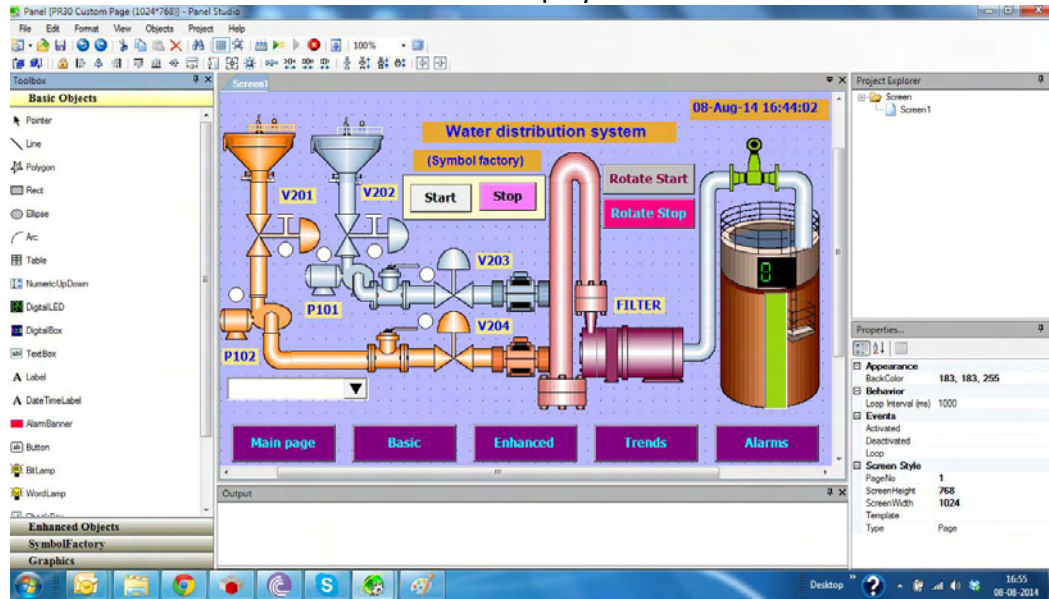 Panel [PR30 Custom Page (1024*768)] - Panel Studio
File Edit Format View Objects Project Help
100%
Toolbox
Basic Objects
Pointer
Line
Polygon
Rect
Ellipse
Arc
Table
NumericUpDown
DigitalLED
DigitalBox
TextBox
Label
DateTimeLabel
AlarmBanner
Button
BitLamp
WordLamp
CheckBox
Enhanced Objects
SymbolFactory
Graphics
Screen1
08-Aug-14 16:44:02
Water distribution system
(Symbol factory)
Start Stop
Rotate Start
Rotate Stop
V201
V202
V203
P101
FILTER
V204
P102
0
Main page Basic Enhanced Trends Alarms
Output
Project Explorer
Screen
Screen1
Properties...
Appearance
BackColor 183, 183, 255
Behavior
Loop Interval (ms) 1000
Events
Activated
Deactivated
Loop
Screen Style
PageNo 1
ScreenHeight 768
ScreenWidth 1024
Template
Type Page
Desktop
16:55
08-08-2014